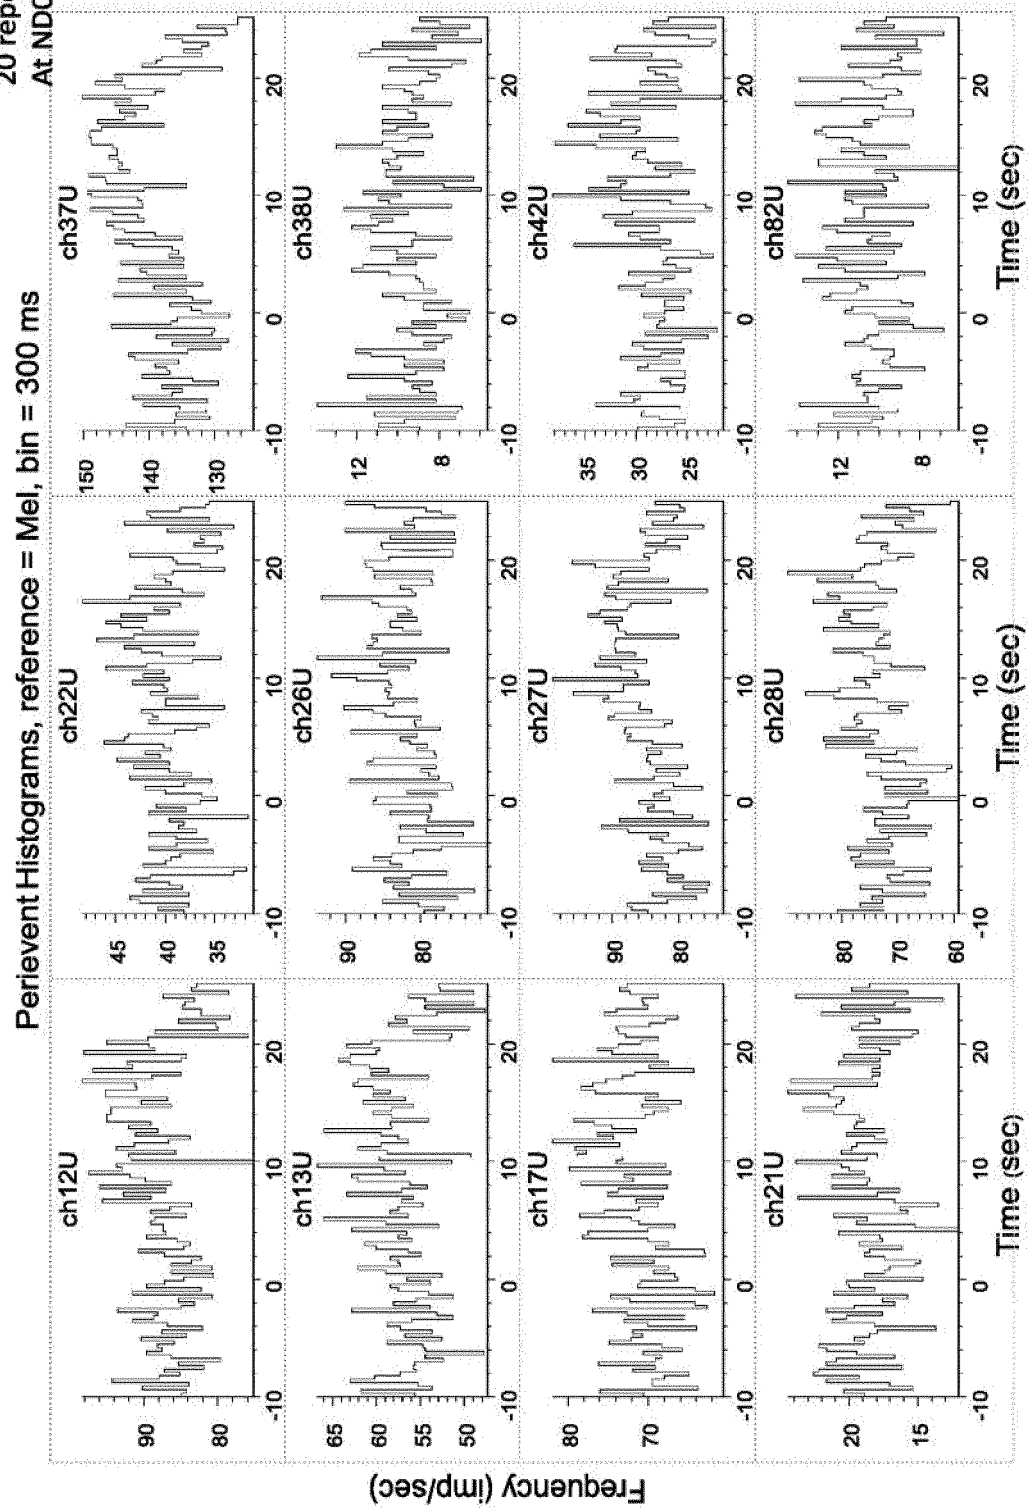 20 repo
At NDC
Perievent Histograms, reference = Mel, bin = 300 ms
ch12U
90
80
-10 0 10 20
ch22U
45
40
35
-10 0 10 20
ch37U
150
140
130
-10 0 10 20
ch13U
65
60
55
50
-10 0 10 20
ch26U
90
80
-10 0 10 20
ch38U
12
8
-10 0 10 20
ch17U
80
70
-10 0 10 20
ch27U
90
80
-10 0 10 20
ch42U
35
30
25
-10 0 10 20
ch21U
20
15
-10 0 10 20
Time (sec)
ch28U
80
70
60
-10 0 10 20
Time (sec)
ch82U
12
8
-10 0 10 20
Time (sec)
Frequency (imp/sec)